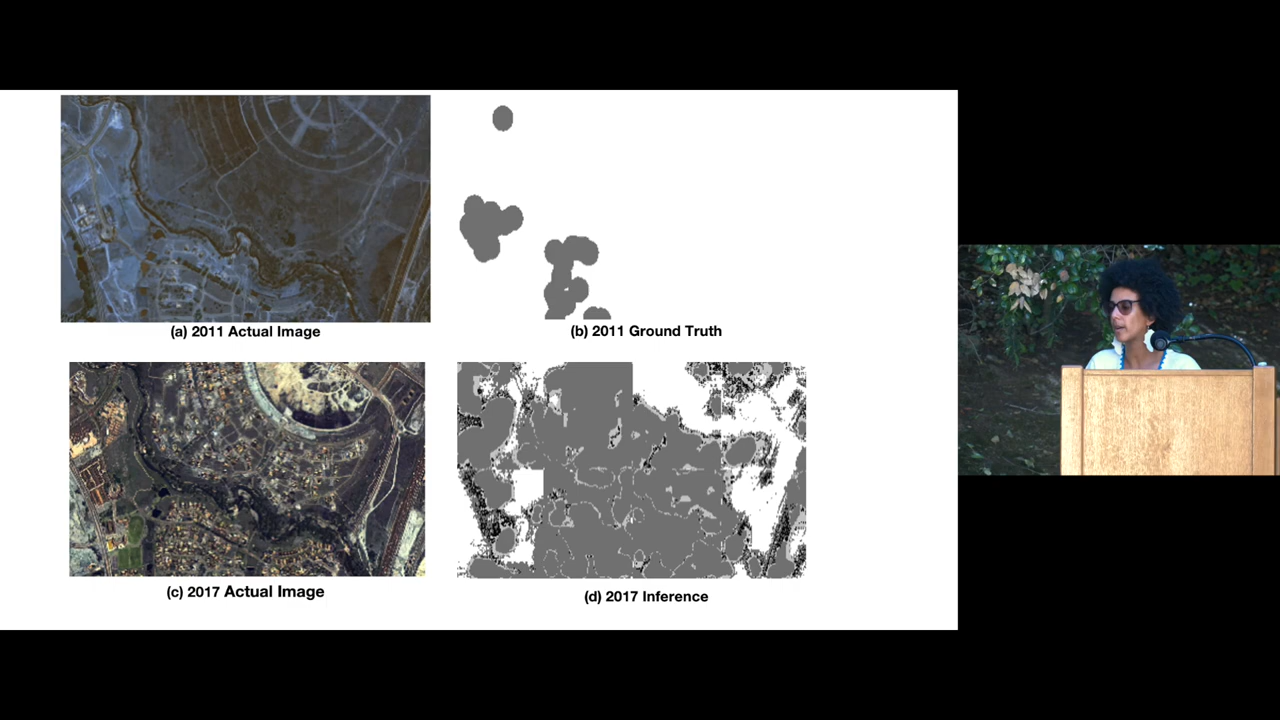 (a) 2011 Actual Image
(b) 2011 Ground Truth
(c) 2017 Actual Image
(d) 2017 Inference